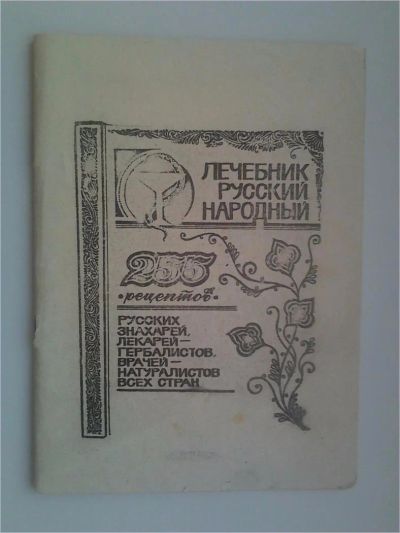 ЛЕЧЕБНИК
РУССКИЙ
НАРОДНЫЙ
255
•рецептов•
РУССКИХ
ЗНАХАРЕЙ,
ЛЕКАРЕЙ—
ГЕРБАЛИСТОВ,
ВРАЧЕЙ—
НАТУРАЛИСТОВ
ВСЕХ СТРАН